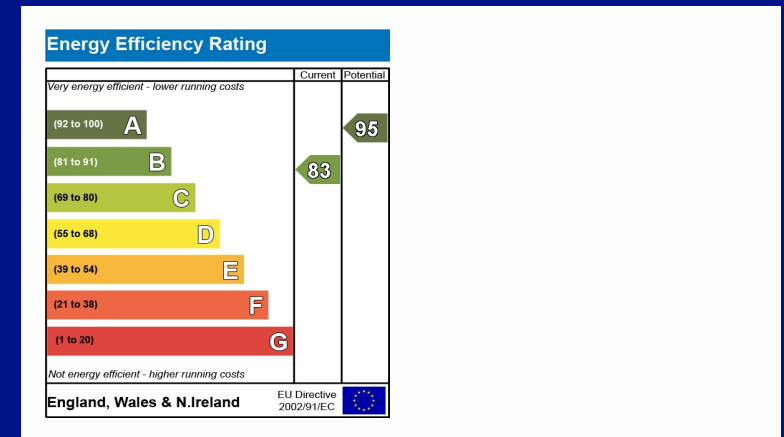 Energy Efficiency Rating
Current Potential
Very energy efficient - lower running costs
(92 to 100) A
95
(81 to 91) B
83
(69 to 80) C
(55 to 68) D
(39 to 54) E
(21 to 38) F
(1 to 20) G
Not energy efficient - higher running costs
England, Wales & N.Ireland
EU Directive
2002/91/EC